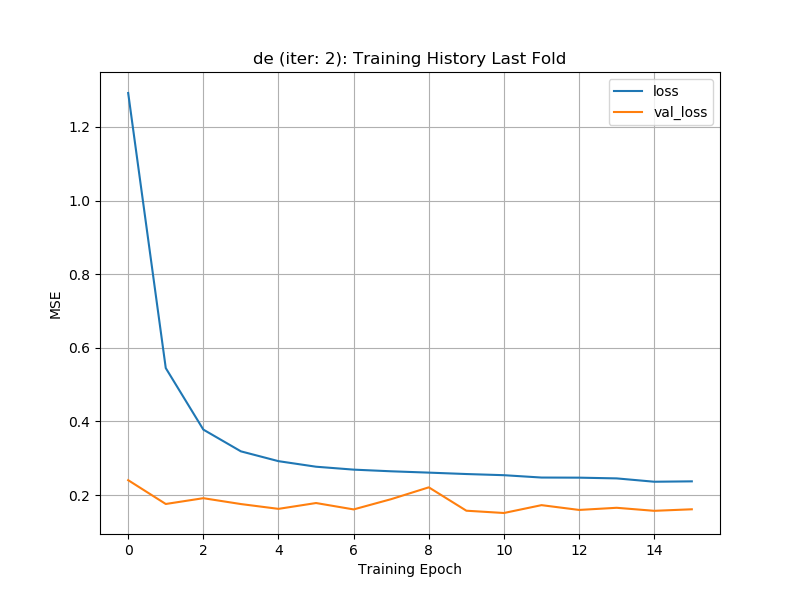 de (iter: 2): Training History Last Fold
loss
val_loss
MSE
1.2
1.0
0.8
0.6
0.4
0.2
0 2 4 6 8 10 12 14
Training Epoch